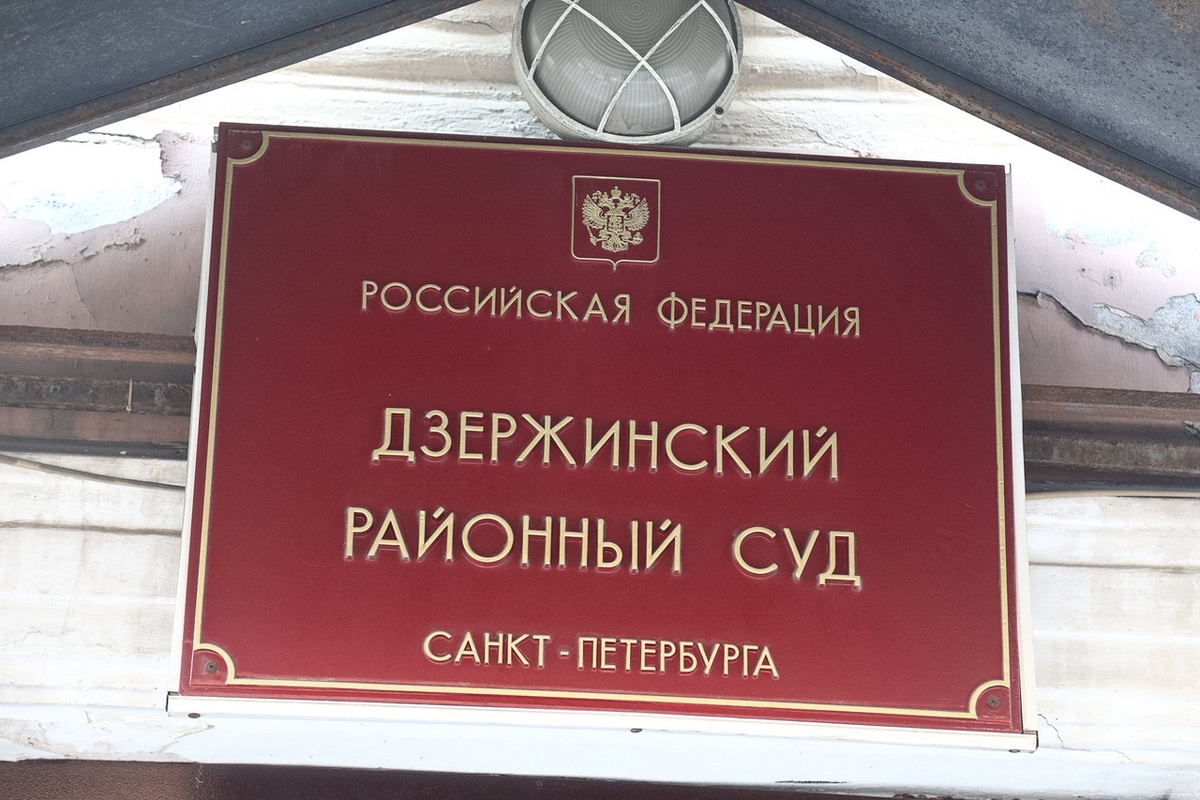 РОССИЙСКАЯ ФЕДЕРАЦИЯ
ДЗЕРЖИНСКИЙ
РАЙОННЫЙ СУД
САНКТ-ПЕТЕРБУРГА